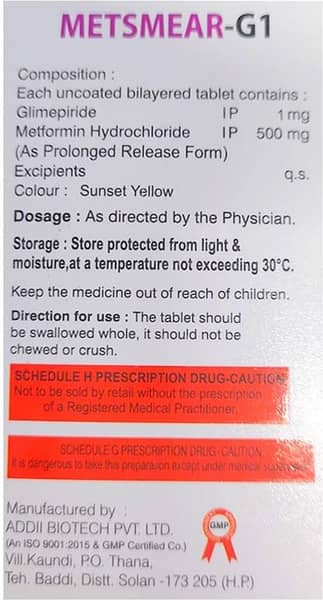 METSMEAR-G1
Composition :
Each uncoated bilayered tablet contains :
Glimepiride IP 1 mg
Metformin Hydrochloride IP 500 mg
(As Prolonged Release Form)
Excipients q.s.
Colour : Sunset Yellow
Dosage : As directed by the Physician.
Storage : Store protected from light &
moisture,at a temperature not exceeding 30°C.
Keep the medicine out of reach of children.
Direction for use : The tablet should
be swallowed whole, it should not be
chewed or crush.
SCHEDULE H PRESCRIPTION DRUG-CAUTION
Not to be sold by retail without the prescription
of a Registered Medical Practitioner.
SCHEDULE G PRESCRIPTION DRUG- CAUTION
It is dangerous to take this preparation except under medical
Manufactured by :
ADDII BIOTECH PVT. LTD.
(An ISO 9001:2015 & GMP Certified Co.)
Vill.Kaundi, P.O. Thana,
Teh. Baddi, Distt. Solan -173 205 (H.P.)
GMP